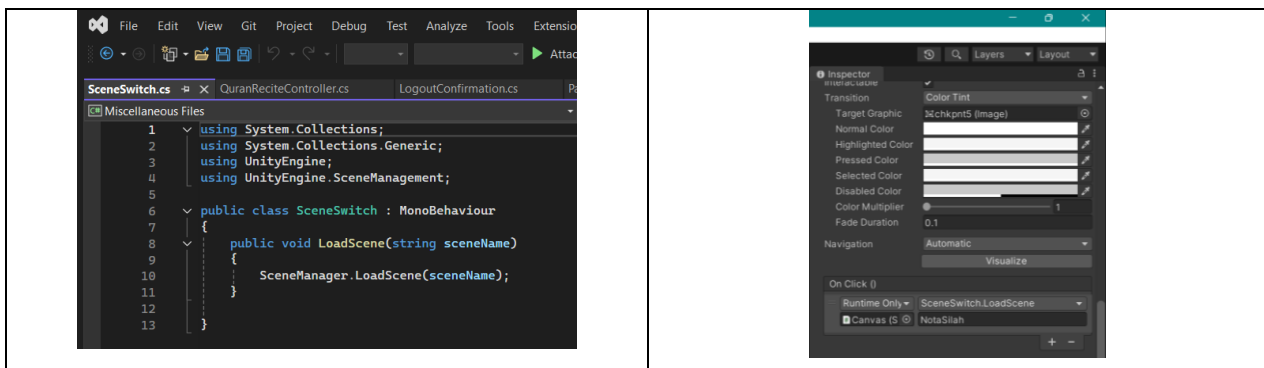 File Edit View Git Project Debug Test Analyze Tools Extensio
Attac
SceneSwitch.cs QuranReciteController.cs LogoutConfirmation.cs Pa
C# Miscellaneous Files
1 using System.Collections;
2 using System.Collections.Generic;
3 using UnityEngine;
4 using UnityEngine.SceneManagement;
5
6 public class SceneSwitch : MonoBehaviour
7 {
8 public void LoadScene(string sceneName)
9 {
10 SceneManager.LoadScene(sceneName);
11 }
12
13 }
Layers Layout
Inspector
Interactable
Transition Color Tint
Target Graphic chkpnt5 (Image)
Normal Color
Highlighted Color
Pressed Color
Selected Color
Disabled Color
Color Multiplier 1
Fade Duration 0.1
Navigation Automatic
Visualize
On Click ()
Runtime Only SceneSwitch.LoadScene
Canvas (S NotaSilah
+ −